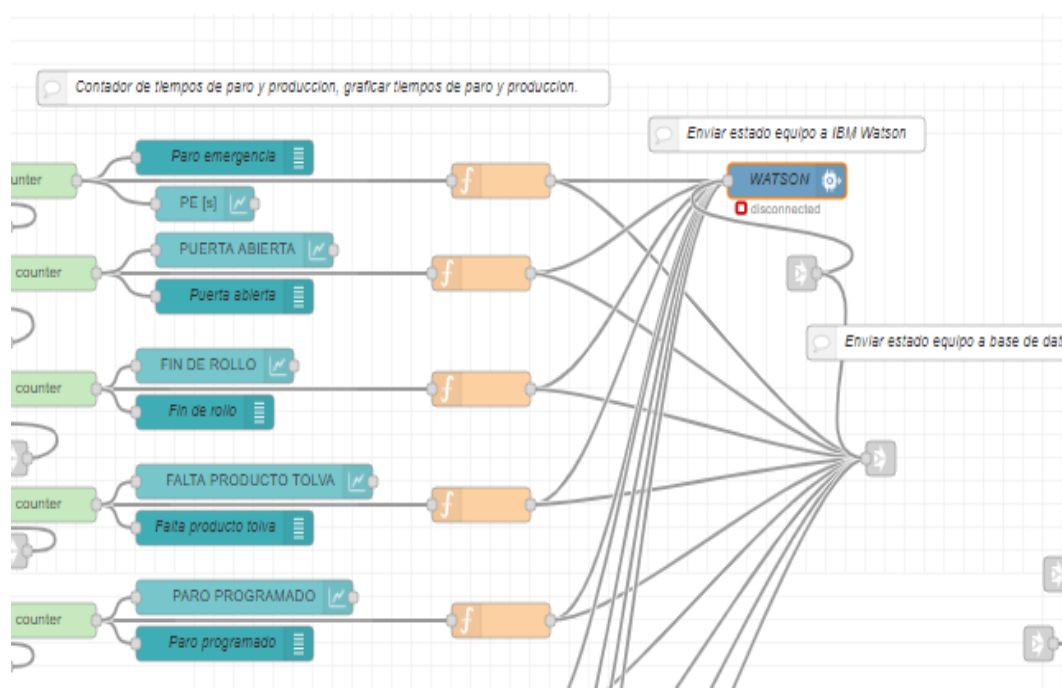 Contador de tiempos de paro y produccion, graficar tiempos de paro y produccion.
Enviar estado equipo a IBM Watson
Paro emergencia
unter
WATSON
PE [s]
disconnected
PUERTA ABIERTA
counter
Puerta abierta
Enviar estado equipo a base de dat
FIN DE ROLLO
counter
Fin de rollo
FALTA PRODUCTO TOLVA
counter
Falta producto tolva
PARO PROGRAMADO
counter
Paro programado